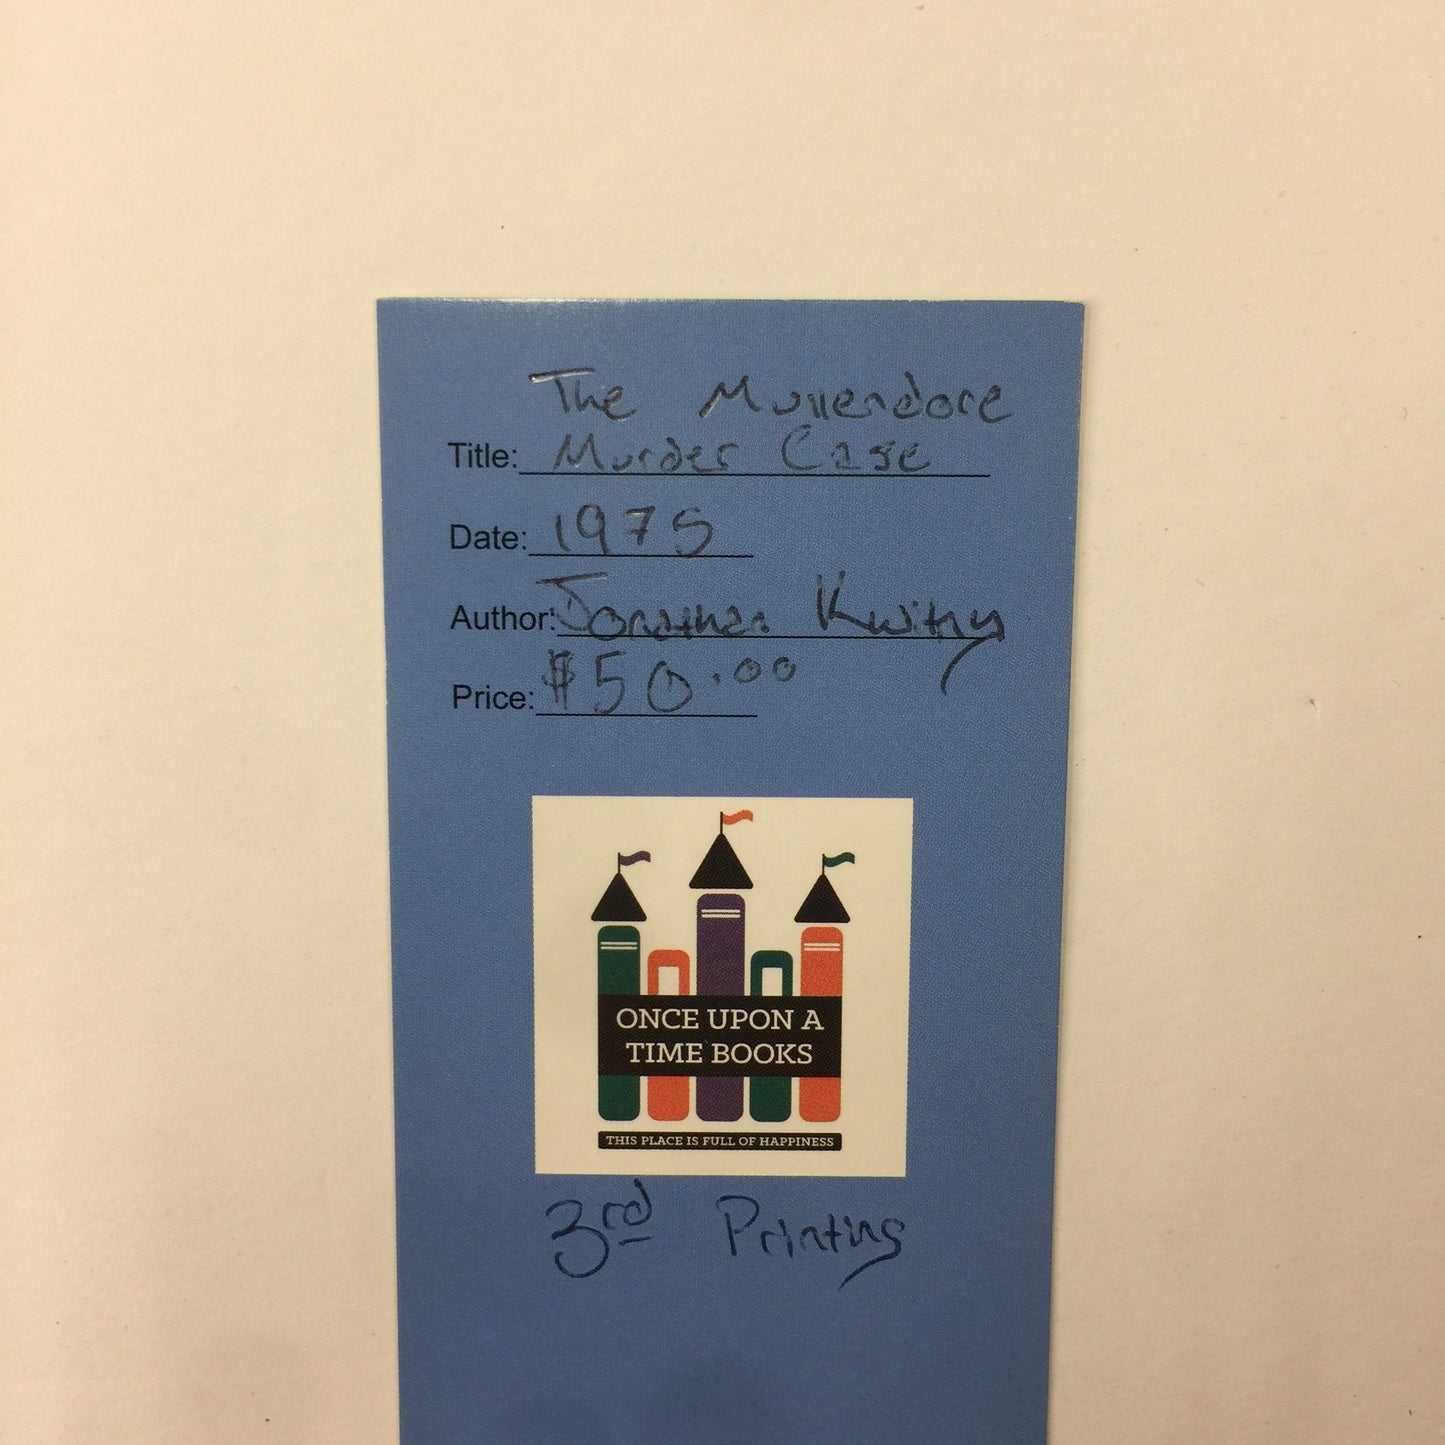 The Mullendore
Title: Murder Case
Date: 1975
Author: Jonathan Kwitny
Price: $50.00
ONCE UPON A
TIME BOOKS
THIS PLACE IS FULL OF HAPPINESS
3rd Printing